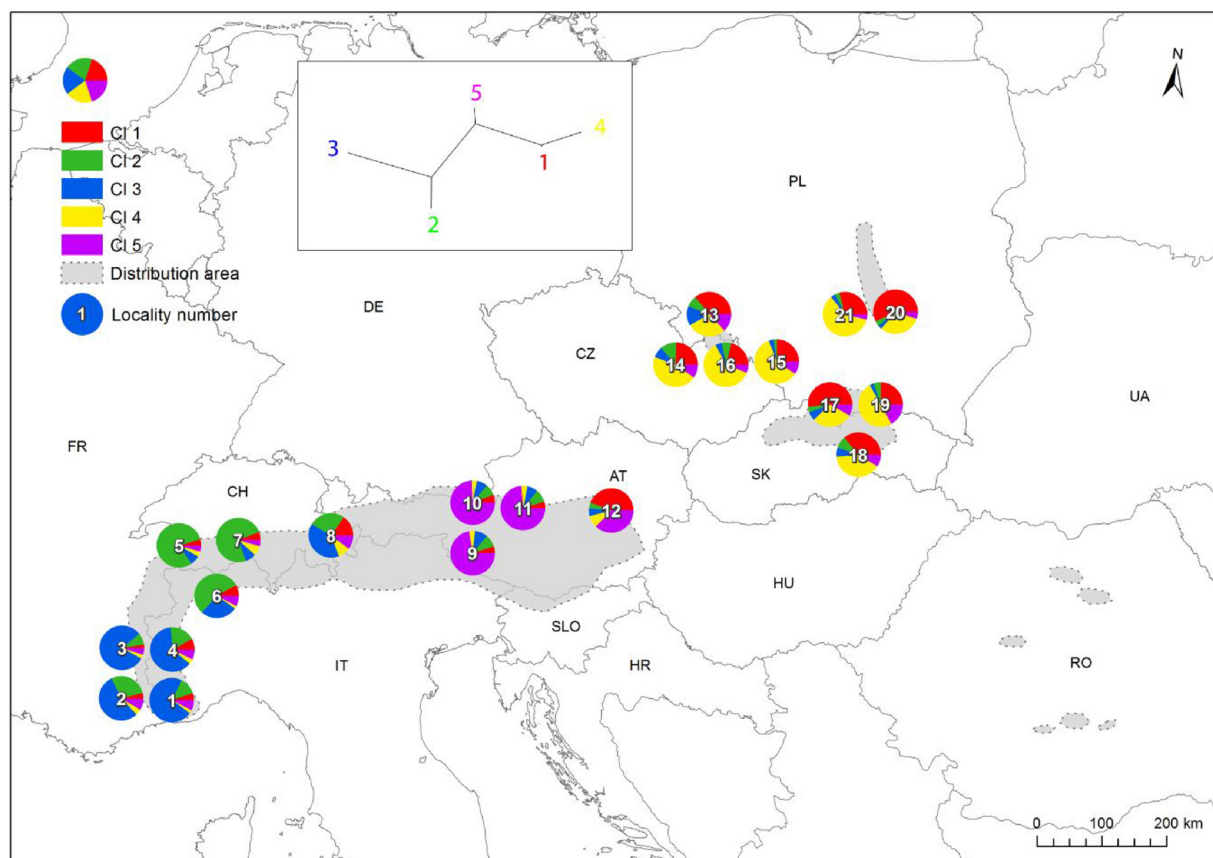 N
Cl 1
Cl 2
Cl 3
Cl 4
Cl 5
Distribution area
1 Locality number
5
4
3
1
2
PL
DE
CZ
UA
FR
SK
AT
CH
HU
SLO
IT
HR
RO
13
21
20
14
16
15
17
19
18
10
11
12
5
7
8
9
6
3
4
2
1
0 100 200 km